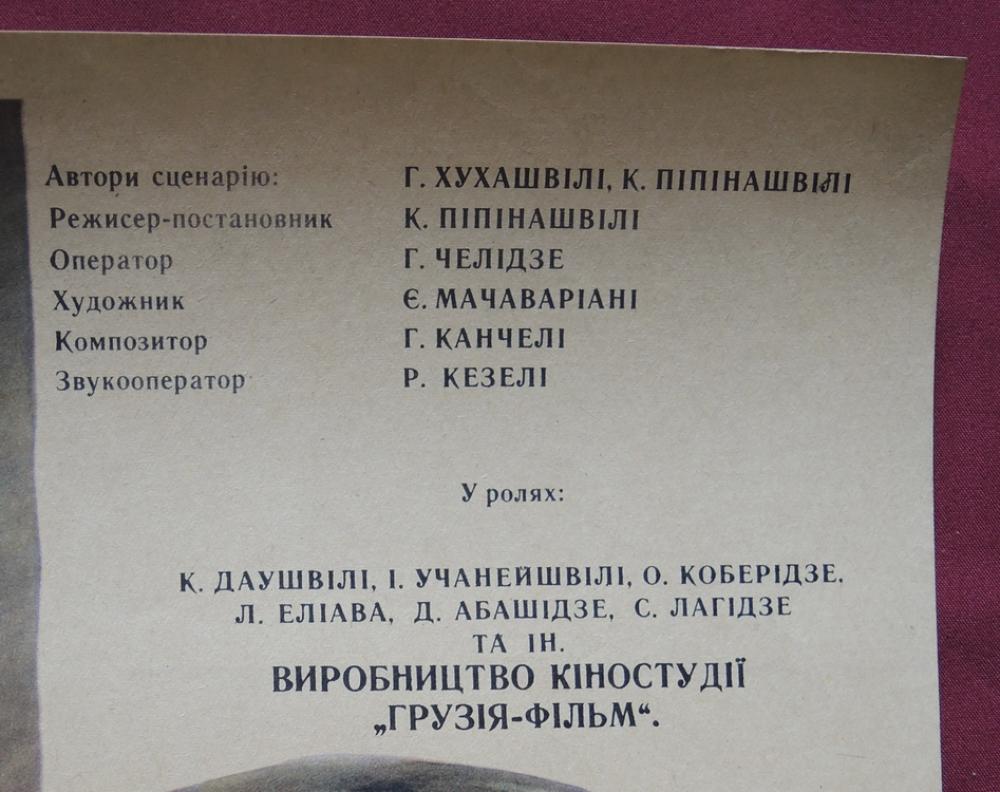 Автори сценарію: Г. ХУХАШВІЛІ, К. ПІПІНАШВІЛІ
Режисер-постановник К. ПІПІНАШВІЛІ
Оператор Г. ЧЕЛІДЗЕ
Художник Є. МАЧАВАРІАНІ
Композитор Г. КАНЧЕЛІ
Звукооператор Р. КЕЗЕЛІ
У ролях:
К. ДАУШВІЛІ, І. УЧАНЕЙШВІЛІ, О. КОБЕРІДЗЕ,
Л. ЕЛІАВА, Д. АБАШІДЗЕ, С. ЛАГІДЗЕ
ТА ІН.
ВИРОБНИЦТВО КІНОСТУДІЇ
„ГРУЗІЯ-ФІЛЬМ“.